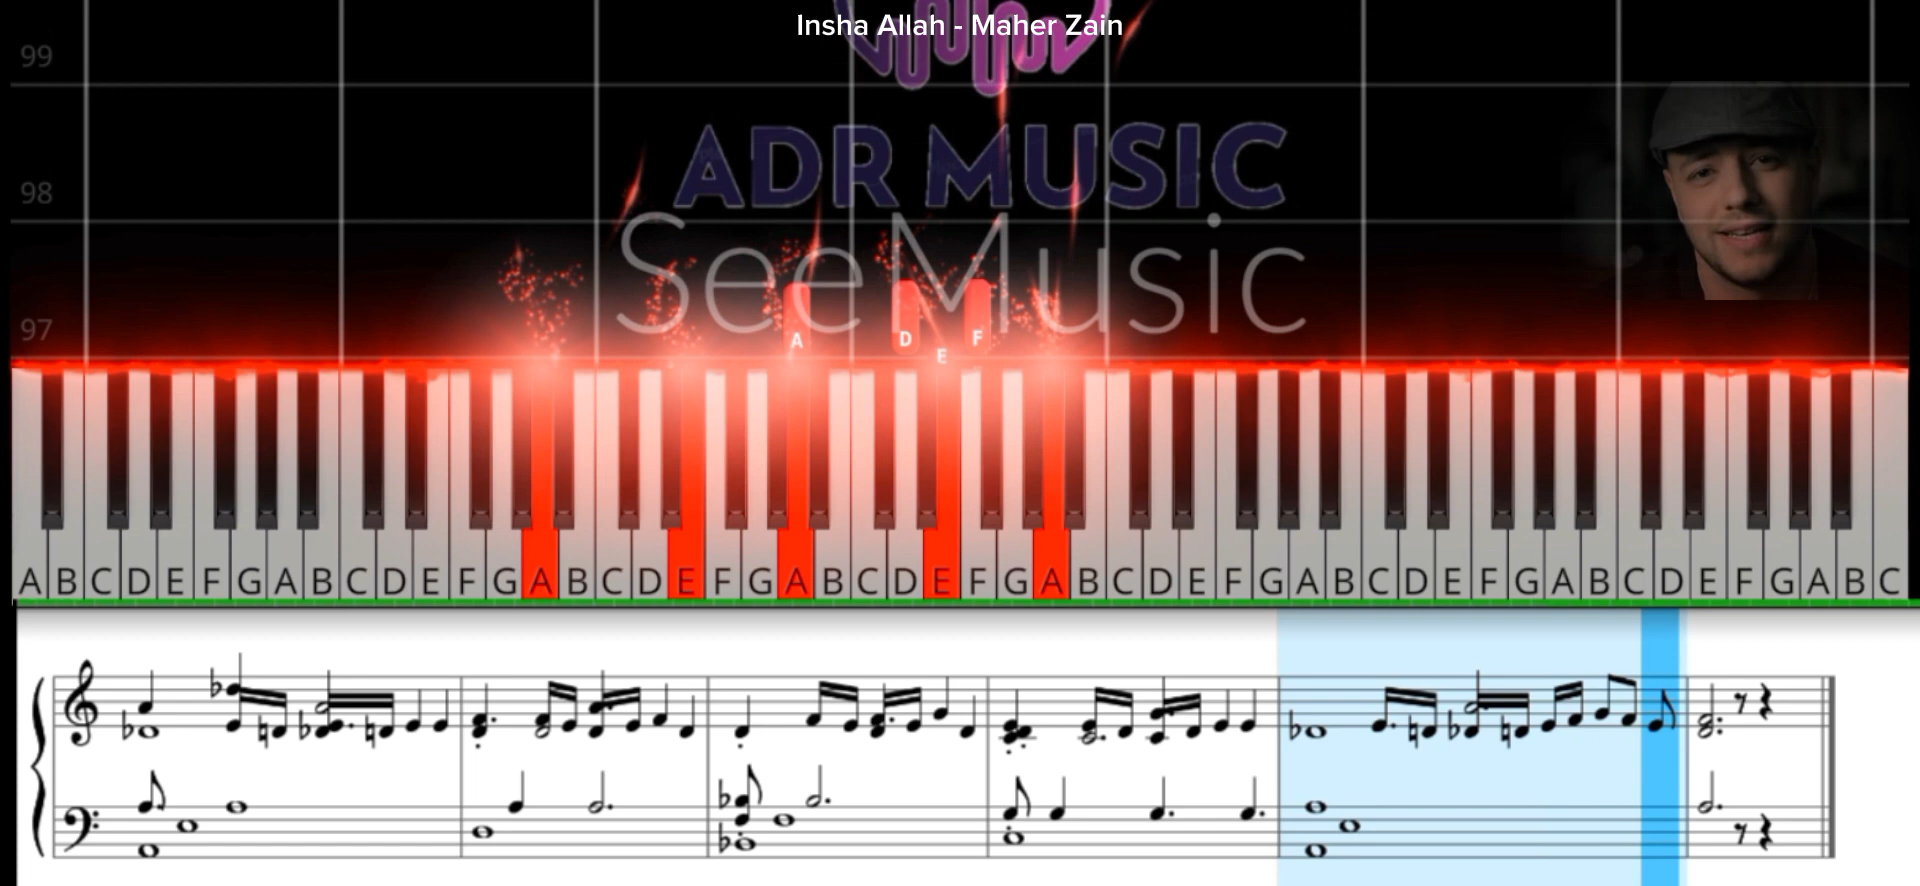 Insha Allah - Maher Zain
99
ADR MUSIC
98
SeeMusic
97
A D F
E
A B C D E F G A B C D E F G A B C D E F G A B C D E F G A B C D E F G A B C D E F G A B C D E F G A B C